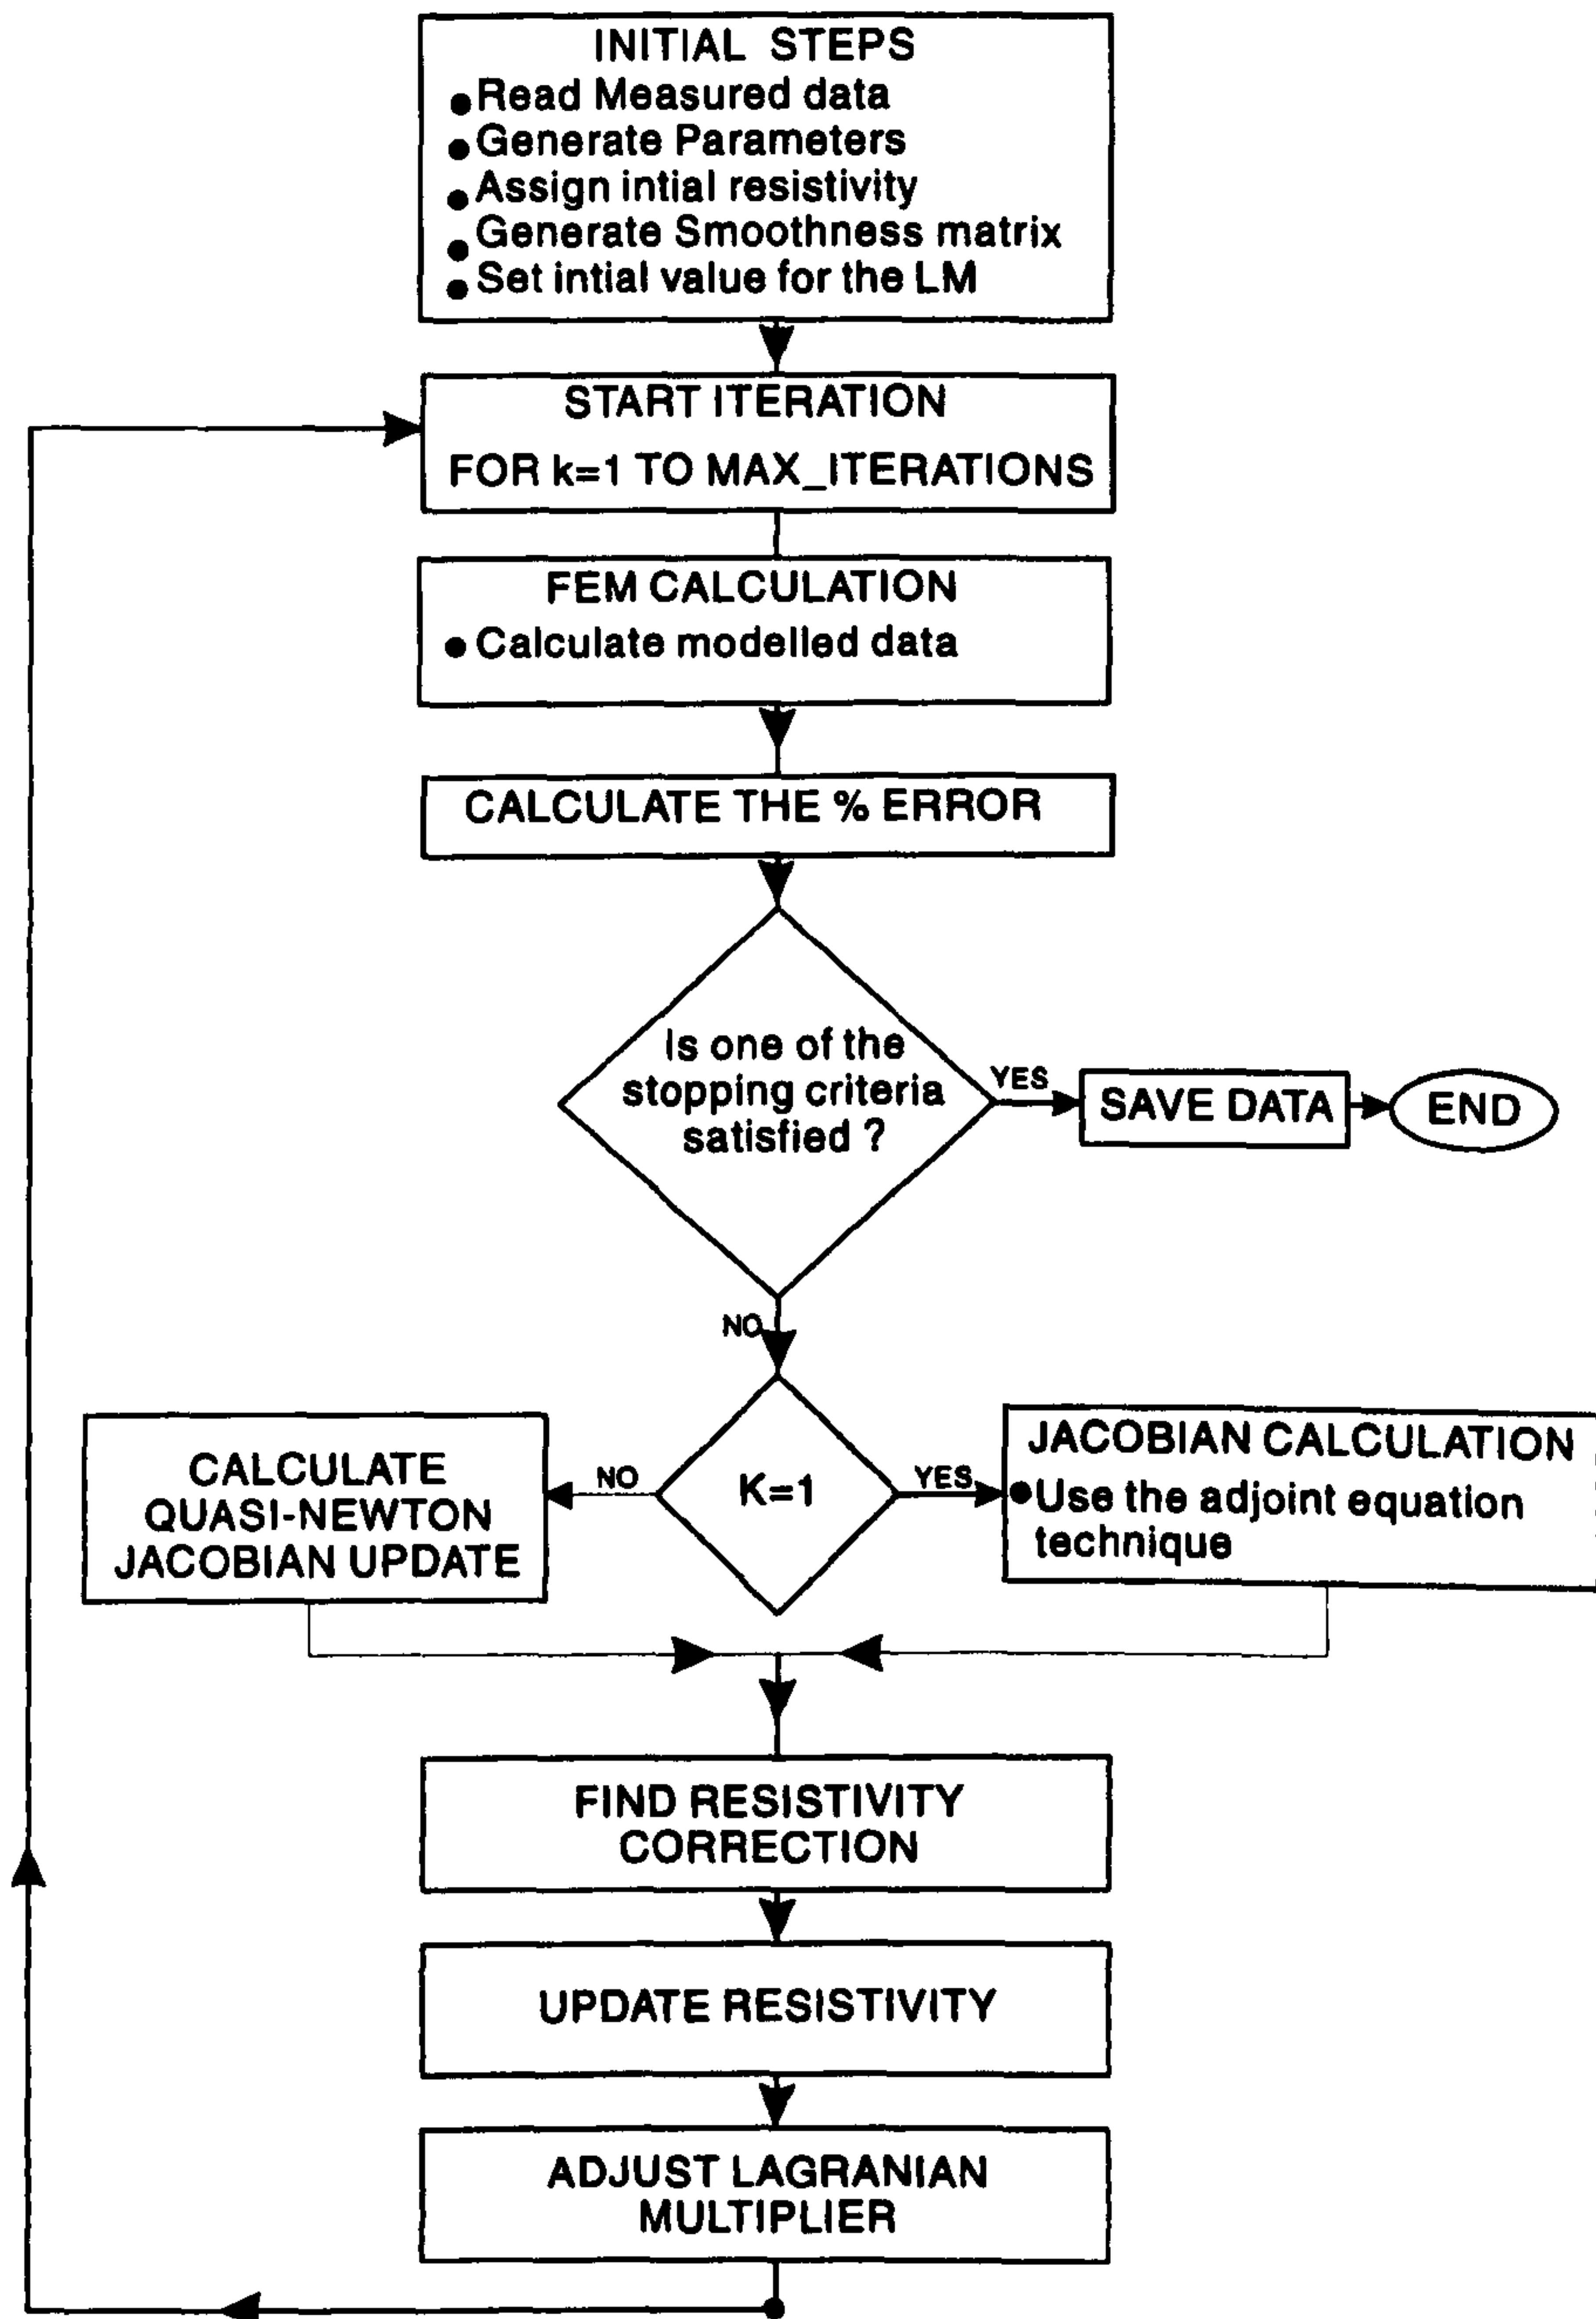 INITIAL STEPS
● Read Measured data
● Generate Parameters
● Assign intial resistivity
● Generate Smoothness matrix
● Set intial value for the LM
START ITERATION
FOR k=1 TO MAX_ITERATIONS
FEM CALCULATION
● Calculate modelled data
CALCULATE THE % ERROR
Is one of the
stopping criteria
satisfied ?
YES
SAVE DATA
END
NO
CALCULATE
QUASI-NEWTON
JACOBIAN UPDATE
NO
K=1
YES
JACOBIAN CALCULATION
● Use the adjoint equation
technique
FIND RESISTIVITY
CORRECTION
UPDATE RESISTIVITY
ADJUST LAGRANIAN
MULTIPLIER